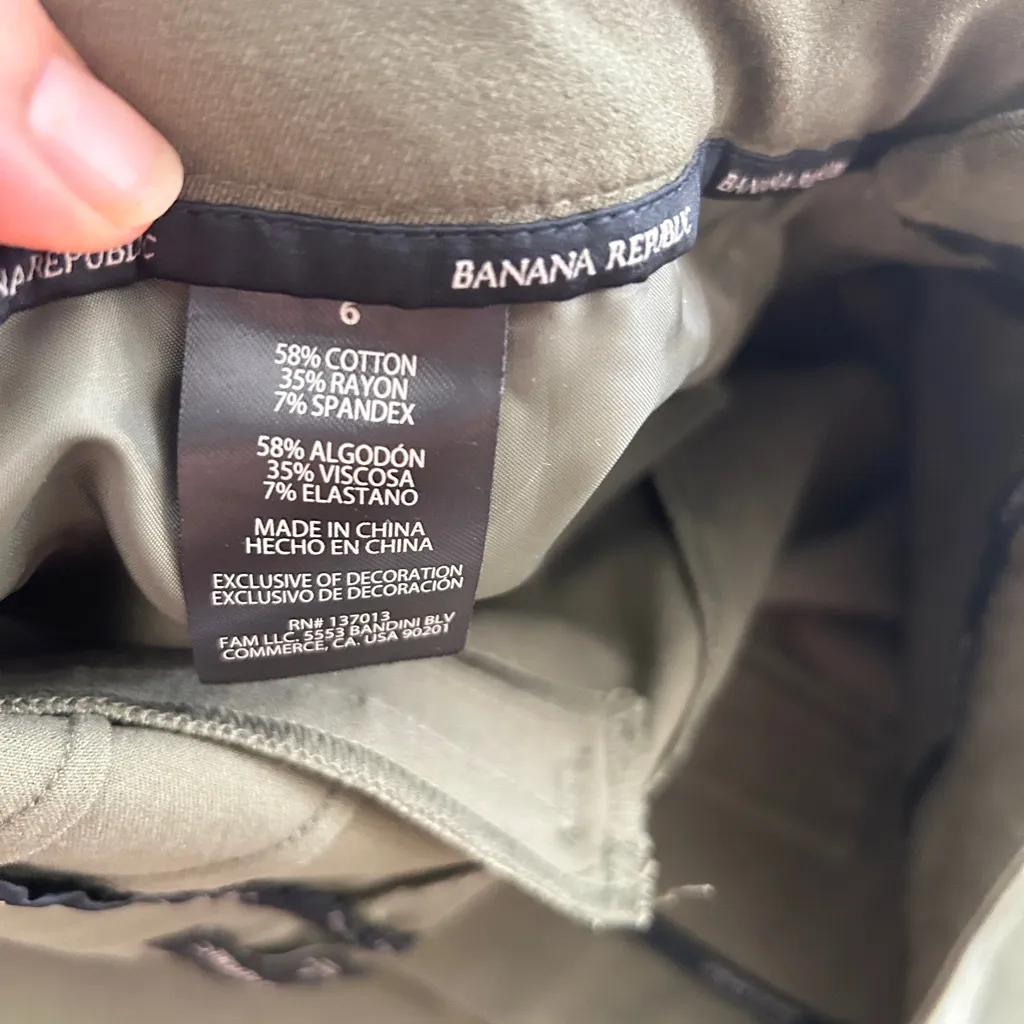 BANANA REPUBLIC
BANANA REPUBLIC
6
58% COTTON
35% RAYON
7% SPANDEX
58% ALGODÓN
35% VISCOSA
7% ELASTANO
MADE IN CHINA
HECHO EN CHINA
EXCLUSIVE OF DECORATION
EXCLUSIVO DE DECORACIÓN
RN# 137013
FAM LLC. 5553 BANDINI BLV
COMMERCE, CA. USA 90201